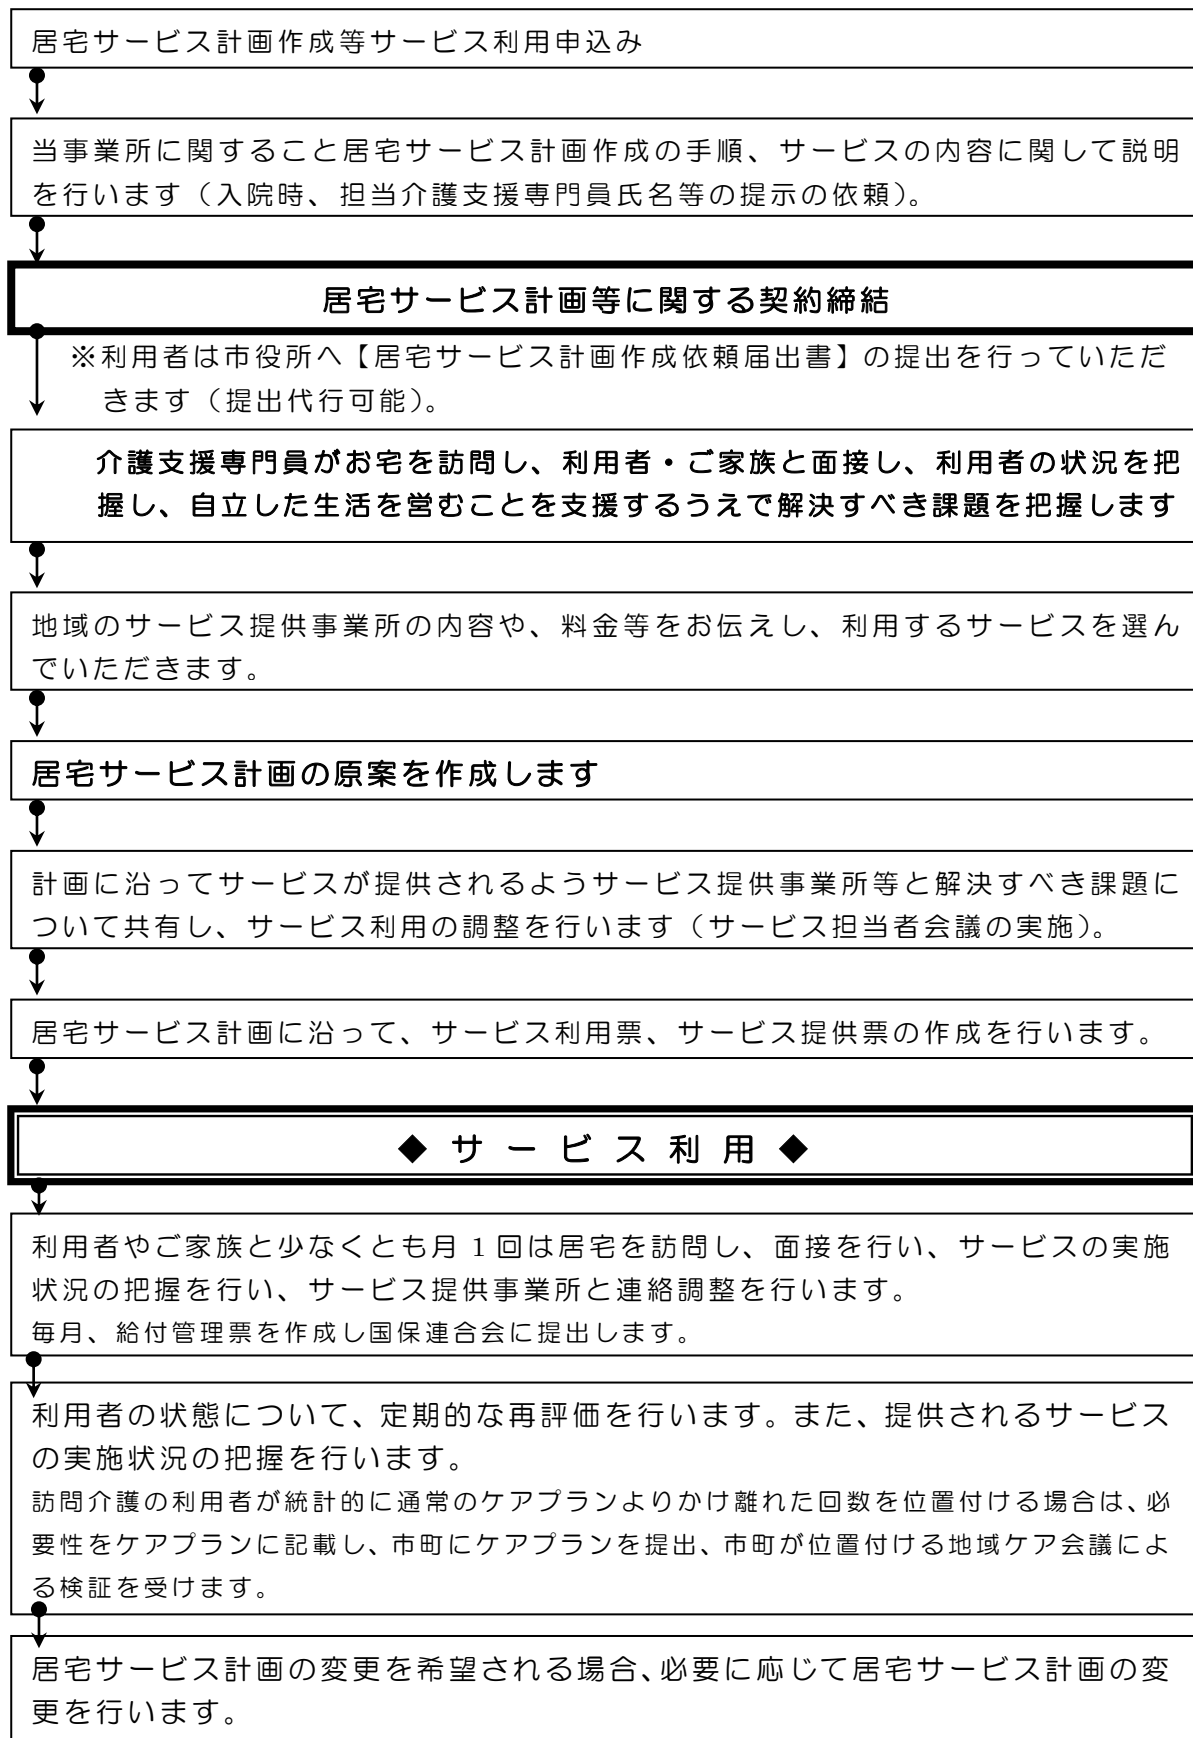 居宅サービス計画作成等サービス利用申込み
当事業所に関すること居宅サービス計画作成の手順、サービスの内容に関して説明
を行います（入院時、担当介護支援専門員氏名等の提示の依頼）。
居宅サービス計画等に関する契約締結
※利用者は市役所へ【居宅サービス計画作成依頼届出書】の提出を行っていただ
きます（提出代行可能）。
介護支援専門員がお宅を訪問し、利用者・ご家族と面接し、利用者の状況を把
握し、自立した生活を営むことを支援するうえで解決すべき課題を把握します
地域のサービス提供事業所の内容や、料金等をお伝えし、利用するサービスを選ん
でいただきます。
居宅サービス計画の原案を作成します
計画に沿ってサービスが提供されるようサービス提供事業所等と解決すべき課題に
ついて共有し、サービス利用の調整を行います（サービス担当者会議の実施）。
居宅サービス計画に沿って、サービス利用票、サービス提供票の作成を行います。
◆サービス利用◆
利用者やご家族と少なくとも月1回は居宅を訪問し、面接を行い、サービスの実施
状況の把握を行い、サービス提供事業所と連絡調整を行います。
毎月、給付管理票を作成し国保連合会に提出します。
利用者の状態について、定期的な再評価を行います。また、提供されるサービス
の実施状況の把握を行います。
訪問介護の利用者が統計的に通常のケアプランよりかけ離れた回数を位置付ける場合は、必
要性をケアプランに記載し、市町にケアプランを提出、市町が位置付ける地域ケア会議によ
る検証を受けます。
居宅サービス計画の変更を希望される場合、必要に応じて居宅サービス計画の変
更を行います。